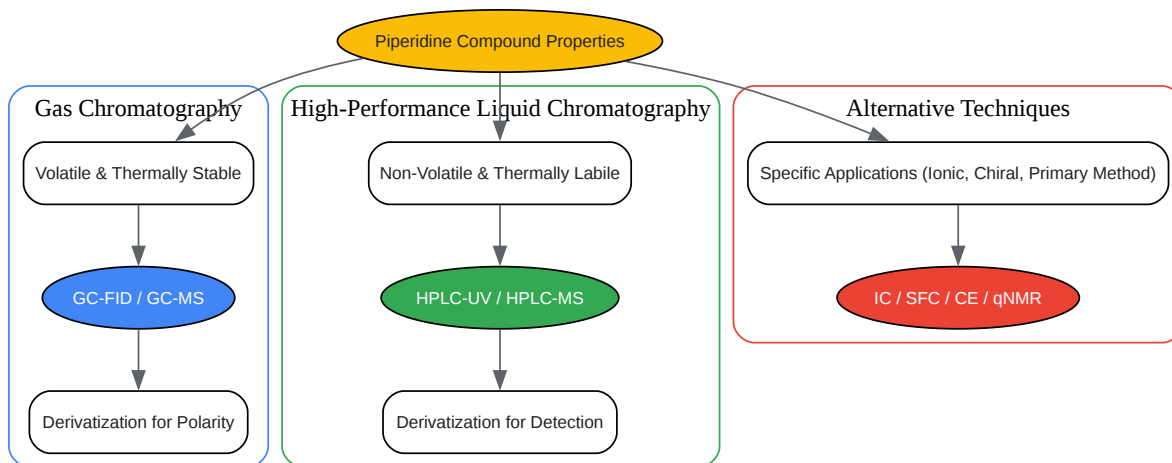 Piperidine Compound Properties
Gas Chromatography
High-Performance Liquid Chromatography
Alternative Techniques
Volatile & Thermally Stable
Non-Volatile & Thermally Labile
Specific Applications (Ionic, Chiral, Primary Method)
GC-FID / GC-MS
HPLC-UV / HPLC-MS
IC / SFC / CE / qNMR
Derivatization for Polarity
Derivatization for Detection